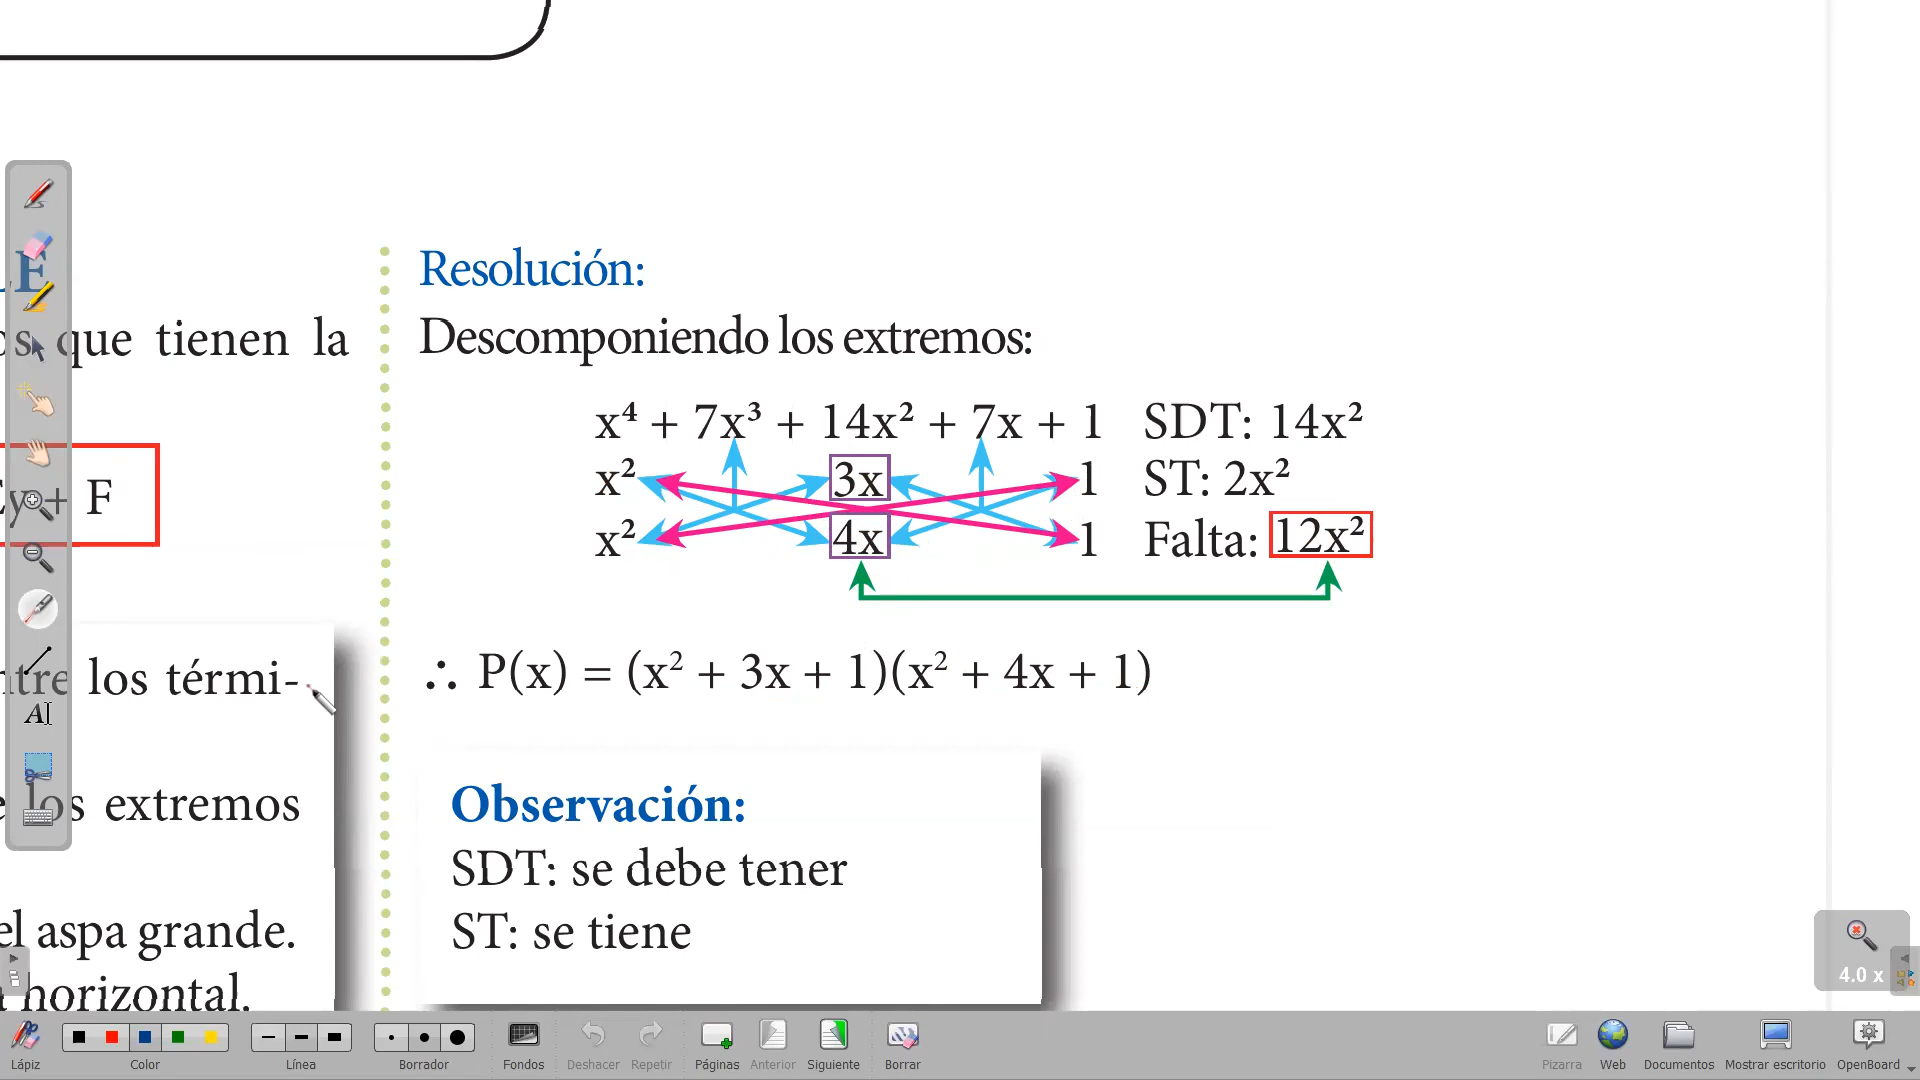 E
os que tienen la
Ey + F
ntre los térmi-
e los extremos
el aspa grande.
a horizontal.
Resolución:
Descomponiendo los extremos:
x⁴ + 7x³ + 14x² + 7x + 1 SDT: 14x²
x² 3x 1 ST: 2x²
x² 4x 1 Falta: 12x²
∴ P(x) = (x² + 3x + 1)(x² + 4x + 1)
Observación:
SDT: se debe tener
ST: se tiene
4.0 x
Lápiz Color Línea Borrador Fondos Deshacer Repetir Páginas Anterior Siguiente Borrar Pizarra Web Documentos Mostrar escritorio OpenBoard